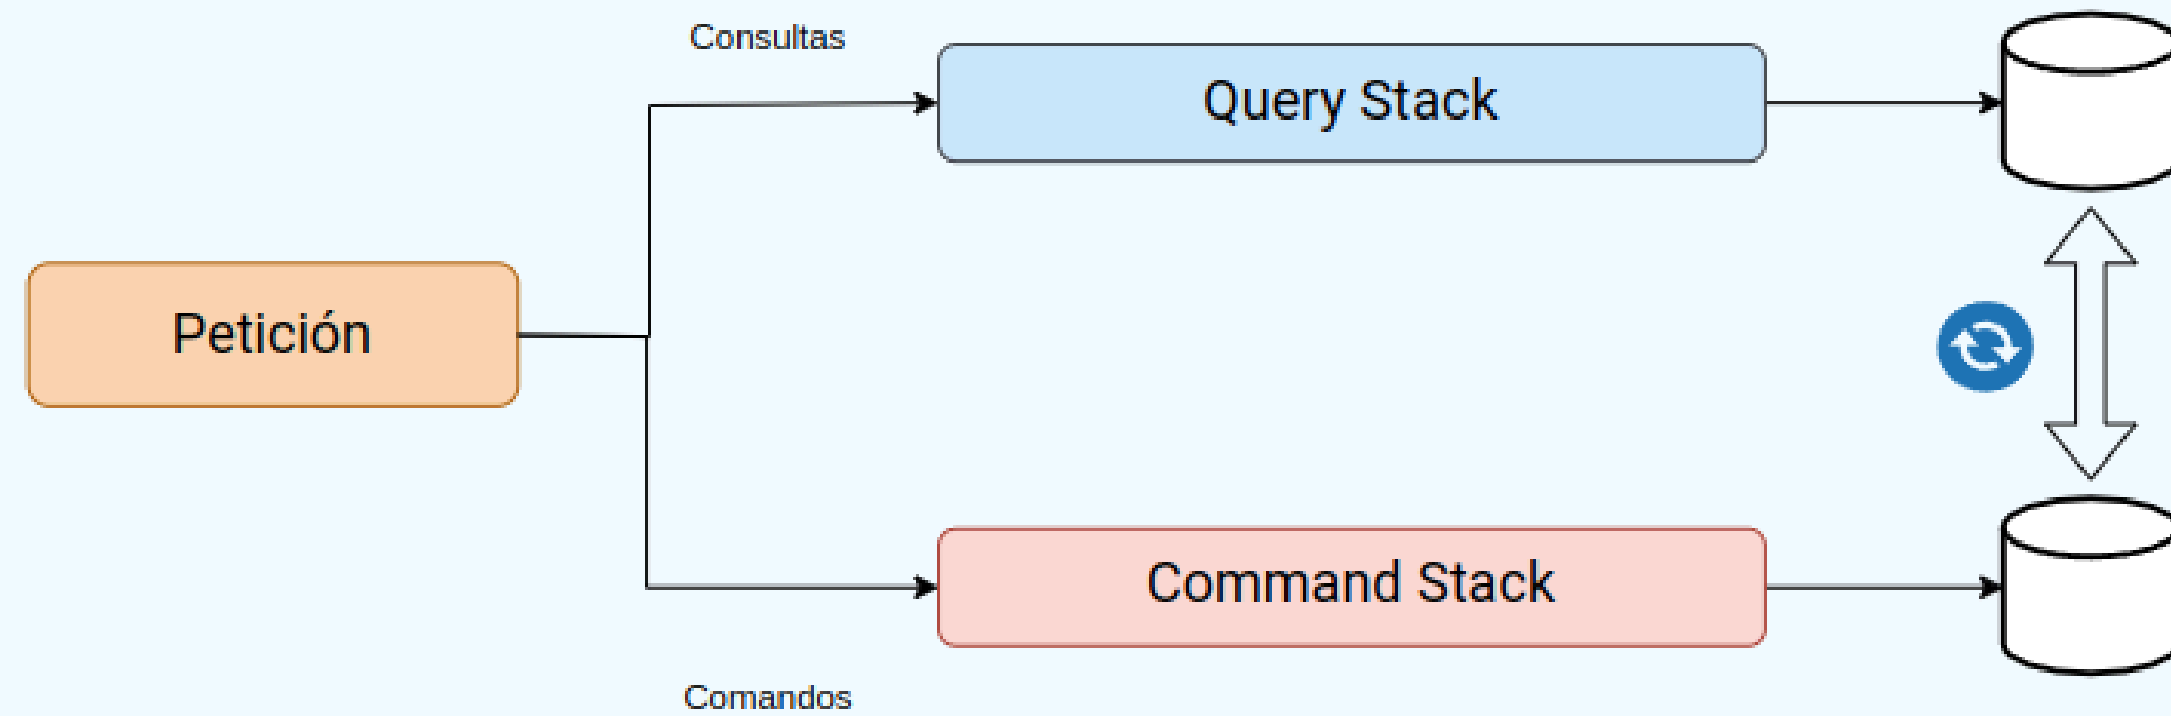 Consultas
Query Stack
Petición
Command Stack
Comandos